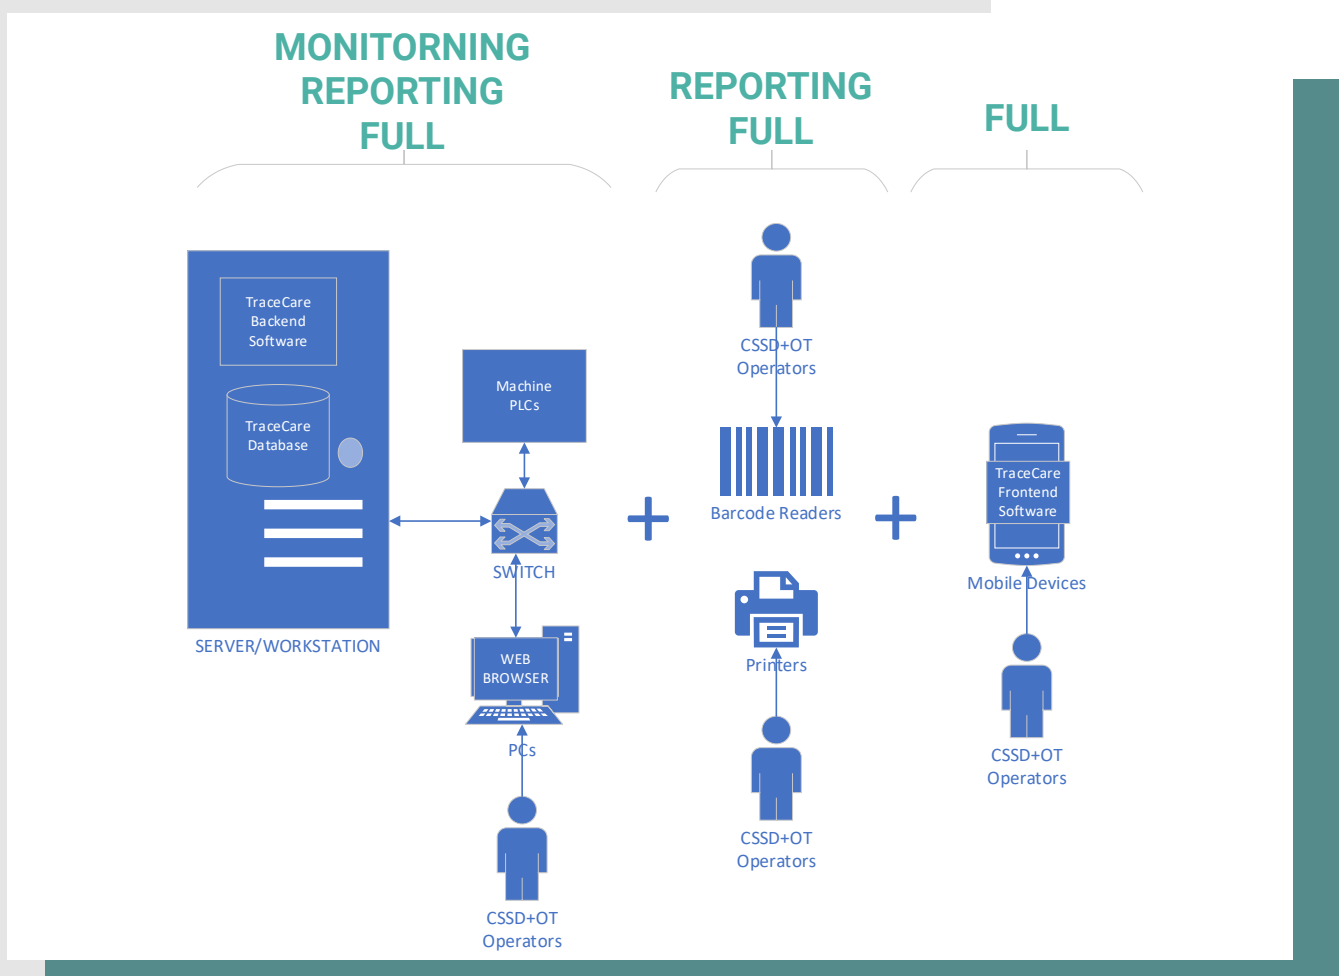 MONITORNING
REPORTING
FULL
REPORTING
FULL
FULL
TraceCare
Backend
Software
TraceCare
Database
SERVER/WORKSTATION
Machine
PLCs
SWITCH
WEB
BROWSER
PCs
CSSD+OT
Operators
CSSD+OT
Operators
Barcode Readers
Printers
CSSD+OT
Operators
TraceCare
Frontend
Software
Mobile Devices
CSSD+OT
Operators